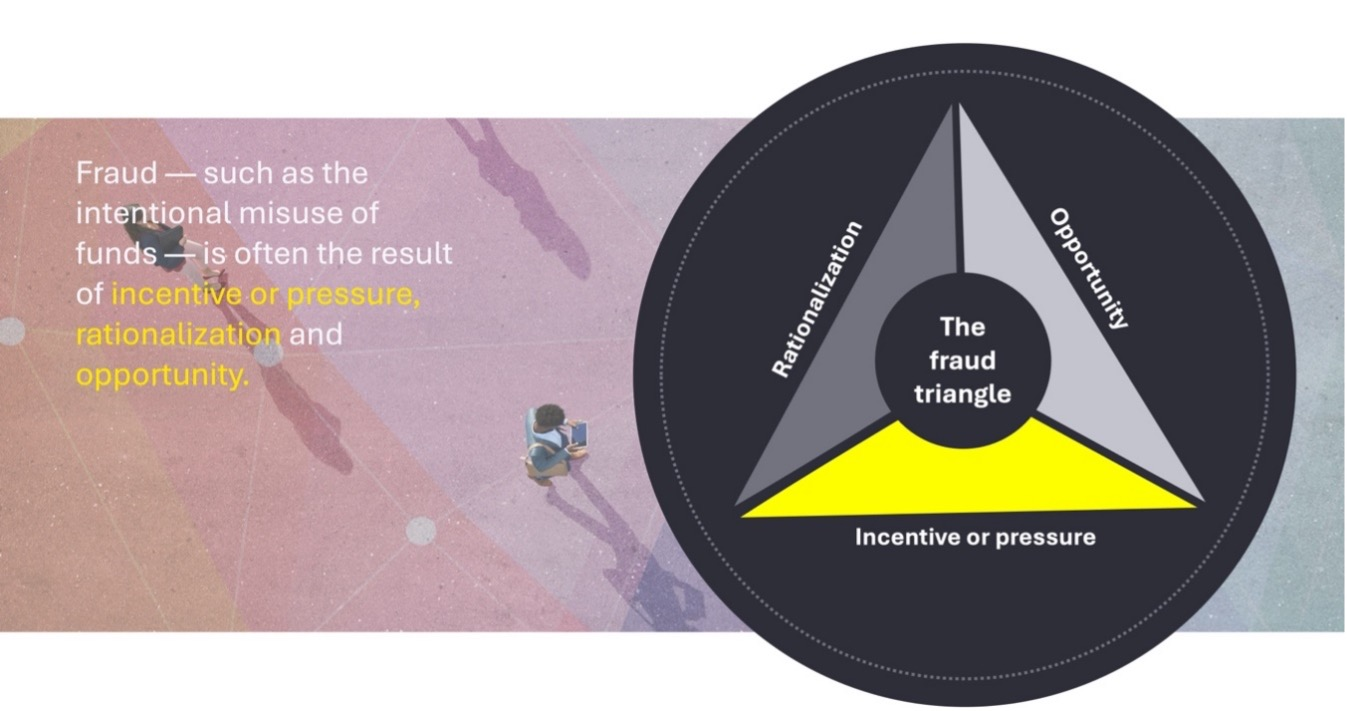 Fraud — such as the
intentional misuse of
funds — is often the result
of incentive or pressure,
rationalization and
opportunity.
Rationalization
Opportunity
The
fraud
triangle
Incentive or pressure